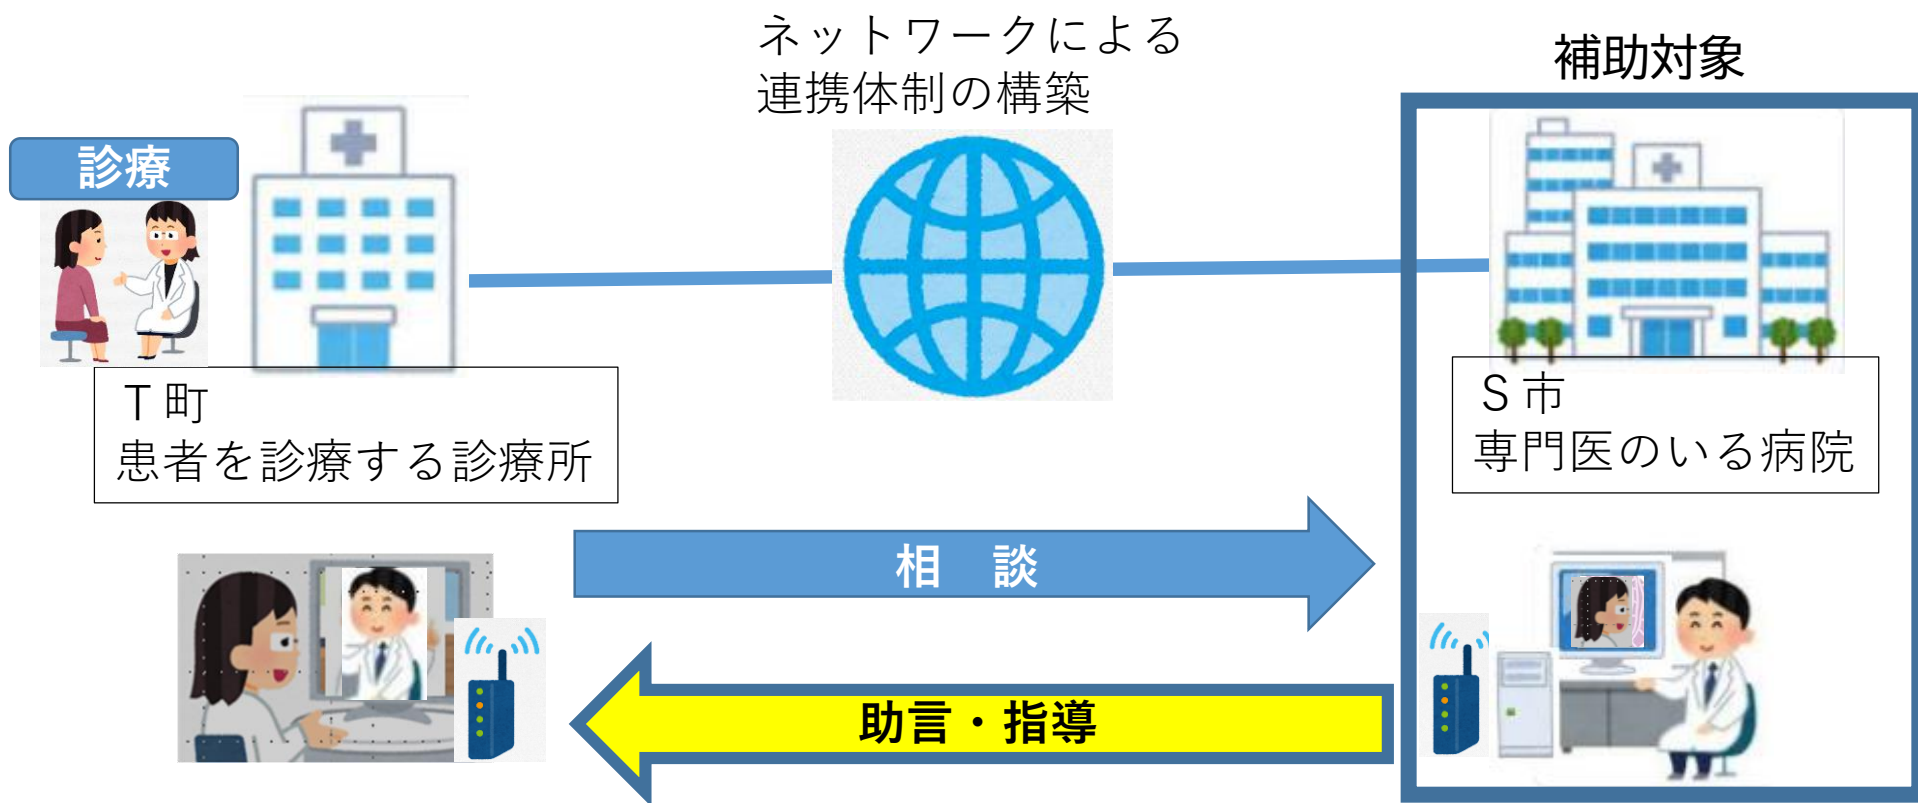 ネットワークによる
連携体制の構築
補助対象
診療
Ｔ町
患者を診療する診療所
Ｓ市
専門医のいる病院
相　談
助言・指導